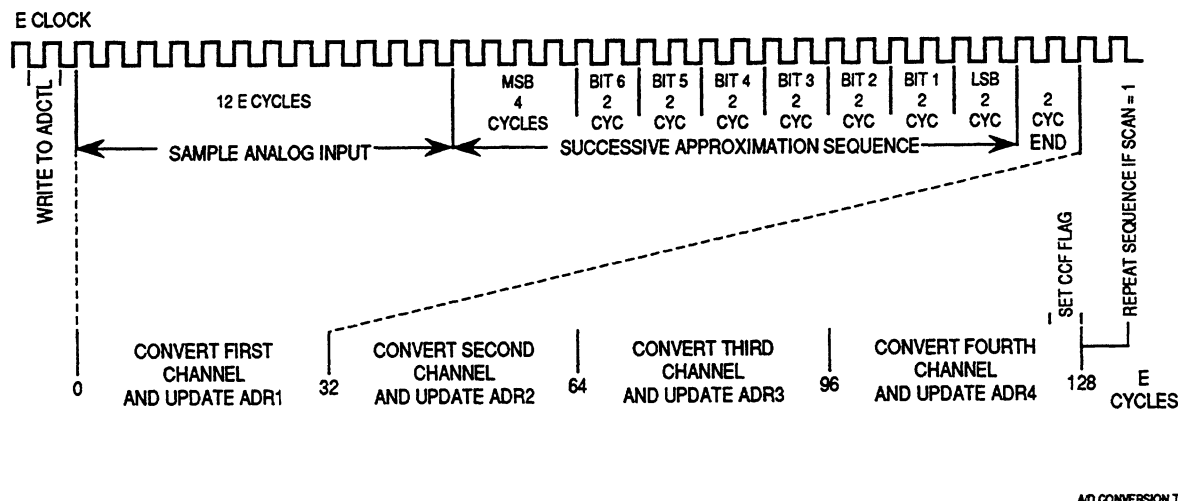 E CLOCK
WRITE TO ADCTL
12 E CYCLES
SAMPLE ANALOG INPUT
MSB
4
CYCLES
BIT 6
2
CYC
BIT 5
2
CYC
BIT 4
2
CYC
BIT 3
2
CYC
BIT 2
2
CYC
BIT 1
2
CYC
LSB
2
CYC
2
CYC
END
SUCCESSIVE APPROXIMATION SEQUENCE
SET CCF FLAG
REPEAT SEQUENCE IF SCAN = 1
CONVERT FIRST
CHANNEL
AND UPDATE ADR1
CONVERT SECOND
CHANNEL
AND UPDATE ADR2
CONVERT THIRD
CHANNEL
AND UPDATE ADR3
CONVERT FOURTH
CHANNEL
AND UPDATE ADR4
0
32
64
96
128
E
CYCLES
A/D CONVERSION